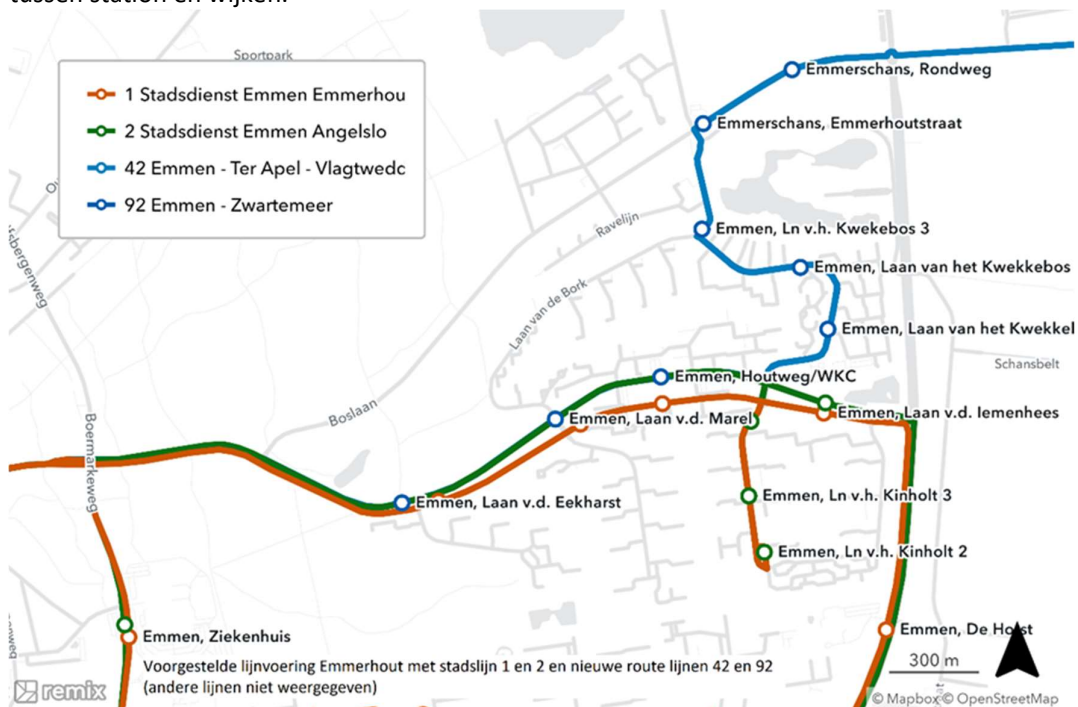 tussen station en wijken.
Sportpark
1 Stadsdienst Emmen Emmerhou
2 Stadsdienst Emmen Angelslo
42 Emmen - Ter Apel - Vlagtwedc
92 Emmen - Zwartemeer
Emmerschans, Rondweg
Emmerschans, Emmerhoutstraat
Ravelijn
Emmen, Ln v.h. Kwekebos 3
Emmen, Laan van het Kwekkebos
Laan van de Bork
Emmen, Laan van het Kwekkel
Schansbelt
Emmen, Houtweg/WKC
Boslaan
Emmen, Laan v.d. Marel
Emmen, Laan v.d. Iemenhees
Boermarkeweg
Emmen, Laan v.d. Eekharst
Emmen, Ln v.h. Kinholt 3
Emmen, Ln v.h. Kinholt 2
Emmen, Ziekenhuis
Emmen, De Horst
Voorgestelde lijnvoering Emmerhout met stadslijn 1 en 2 en nieuwe route lijnen 42 en 92
(andere lijnen niet weergegeven)
300 m
remix
© Mapbox © OpenStreetMap